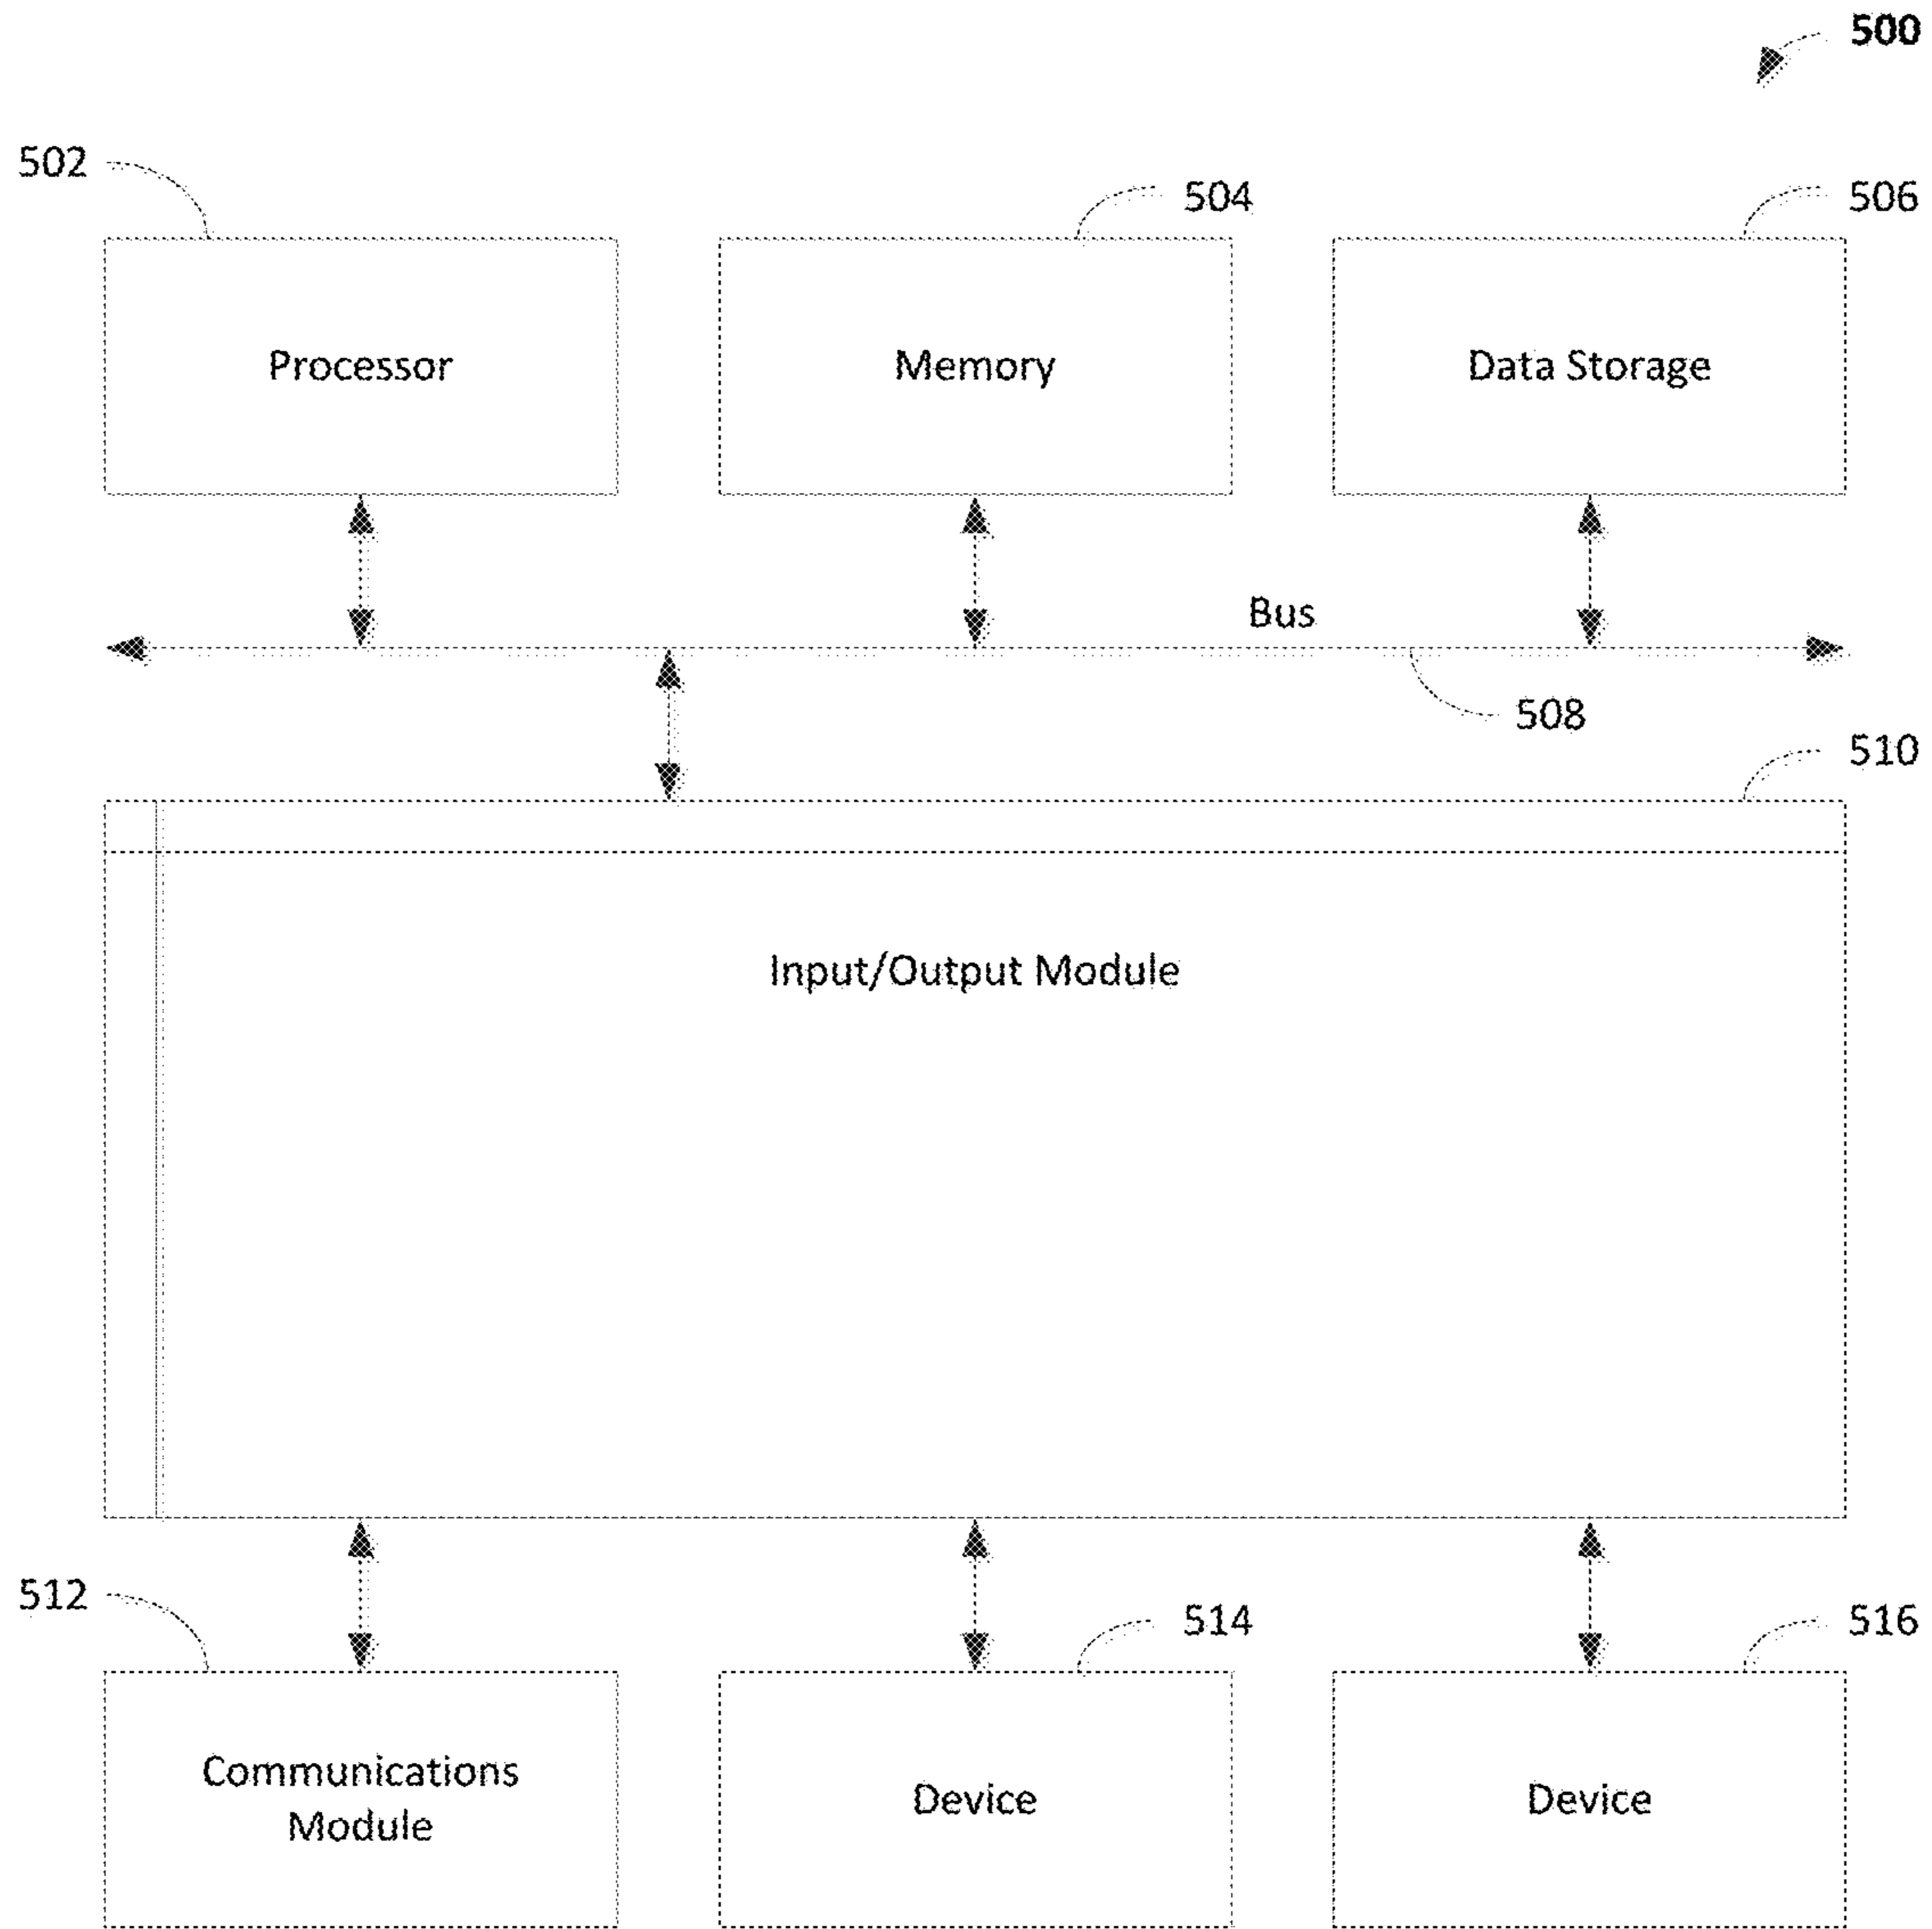 500
502
504
506
Processor
Memory
Data Storage
Bus
508
510
Input/Output Module
512
514
516
Communications
Module
Device
Device